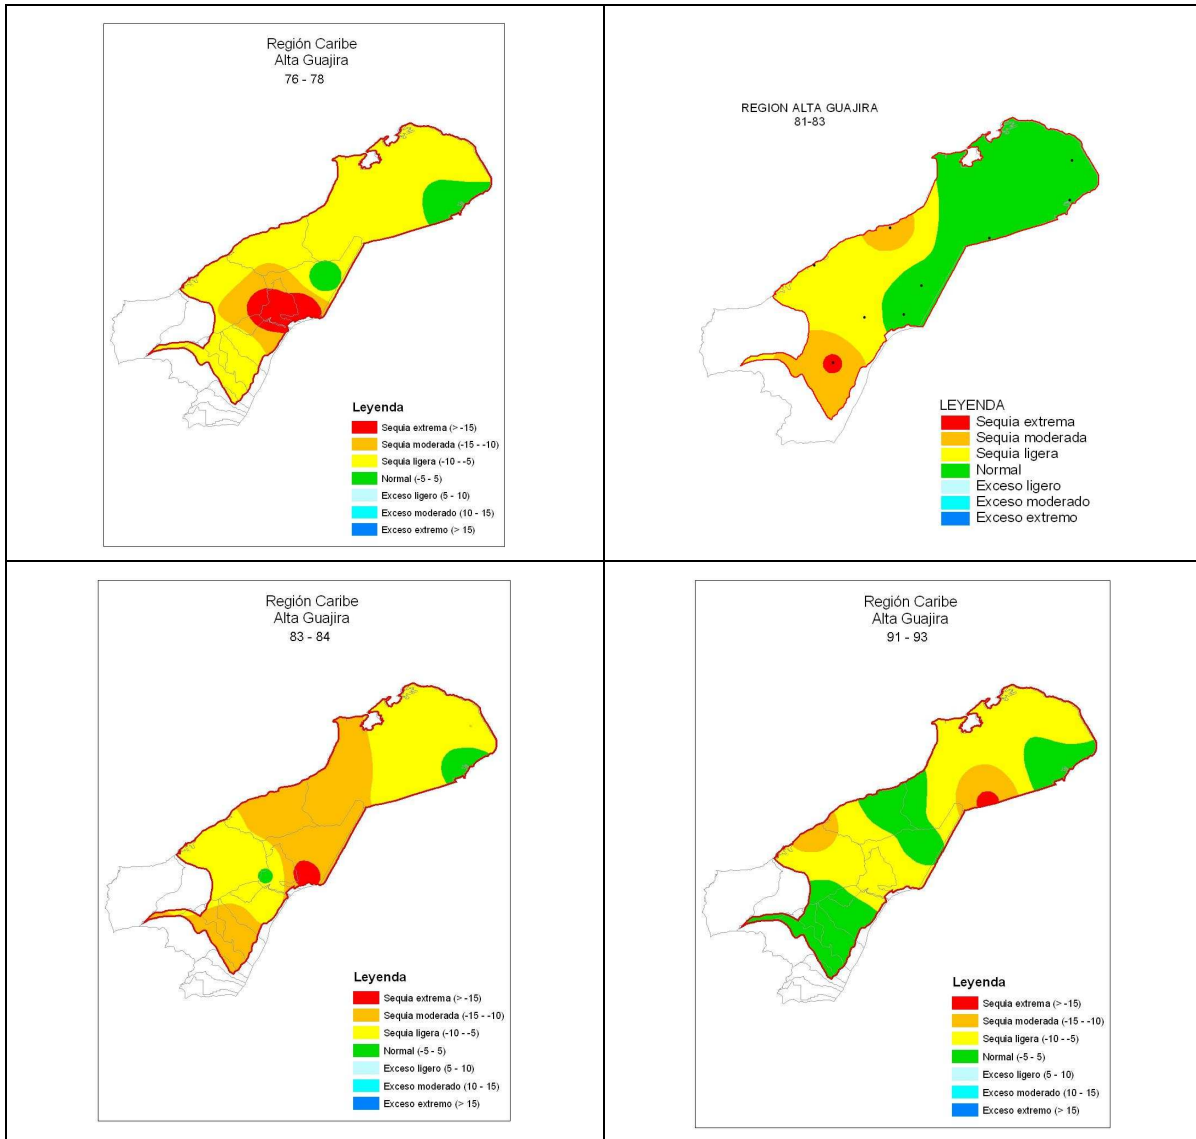 Región Caribe
Alta Guajira
76 - 78
Leyenda
Sequia extrema (> -15)
Sequia moderada (-15 - -10)
Sequia ligera (-10 - -5)
Normal (-5 - 5)
Exceso ligero (5 - 10)
Exceso moderado (10 - 15)
Exceso extremo (> 15)
REGION ALTA GUAJIRA
81-83
LEYENDA
Sequia extrema
Sequia moderada
Sequia ligera
Normal
Exceso ligero
Exceso moderado
Exceso extremo
Región Caribe
Alta Guajira
83 - 84
Leyenda
Sequia extrema (> -15)
Sequia moderada (-15 - -10)
Sequia ligera (-10 - -5)
Normal (-5 - 5)
Exceso ligero (5 - 10)
Exceso moderado (10 - 15)
Exceso extremo (> 15)
Región Caribe
Alta Guajira
91 - 93
Leyenda
Sequia extrema (> -15)
Sequia moderada (-15 - -10)
Sequia ligera (-10 - -5)
Normal (-5 - 5)
Exceso ligero (5 - 10)
Exceso moderado (10 - 15)
Exceso extremo (> 15)